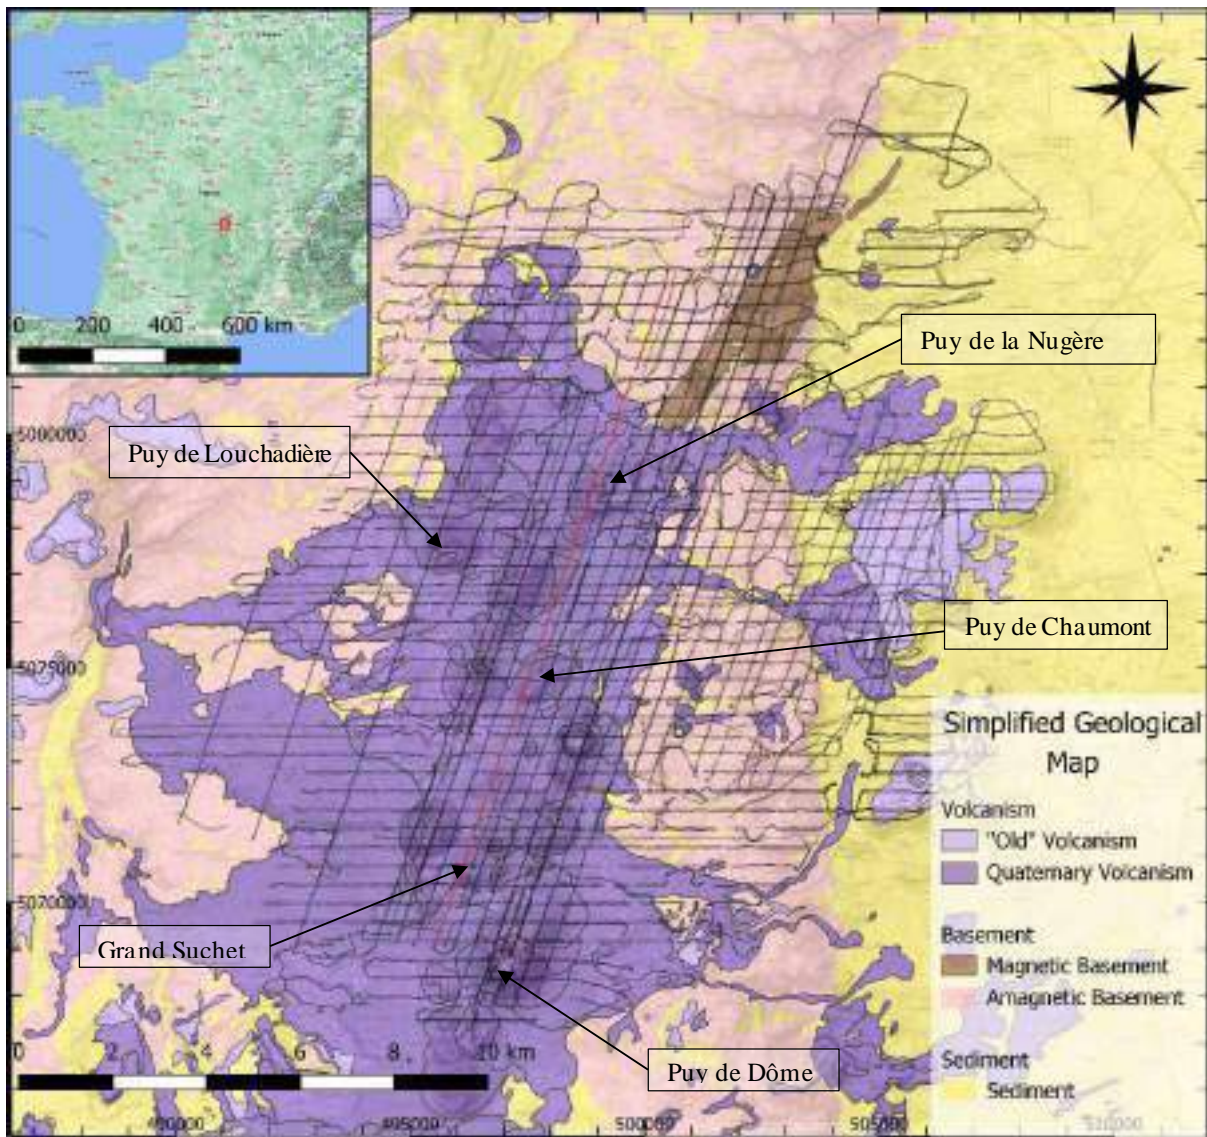 0 200 400 600 km
Puy de la Nugère
5080000
Puy de Louchadière
Puy de Chaumont
5025000
Simplified Geological
Map
Volcanism
"Old" Volcanism
Quaternary Volcanism
5070000
Grand Suchet
Basement
Magnetic Basement
Amagnetic Basement
0 2 4 6 8 10 km
Puy de Dôme
Sediment
Sediment
490000 495000 500000 505000 510000